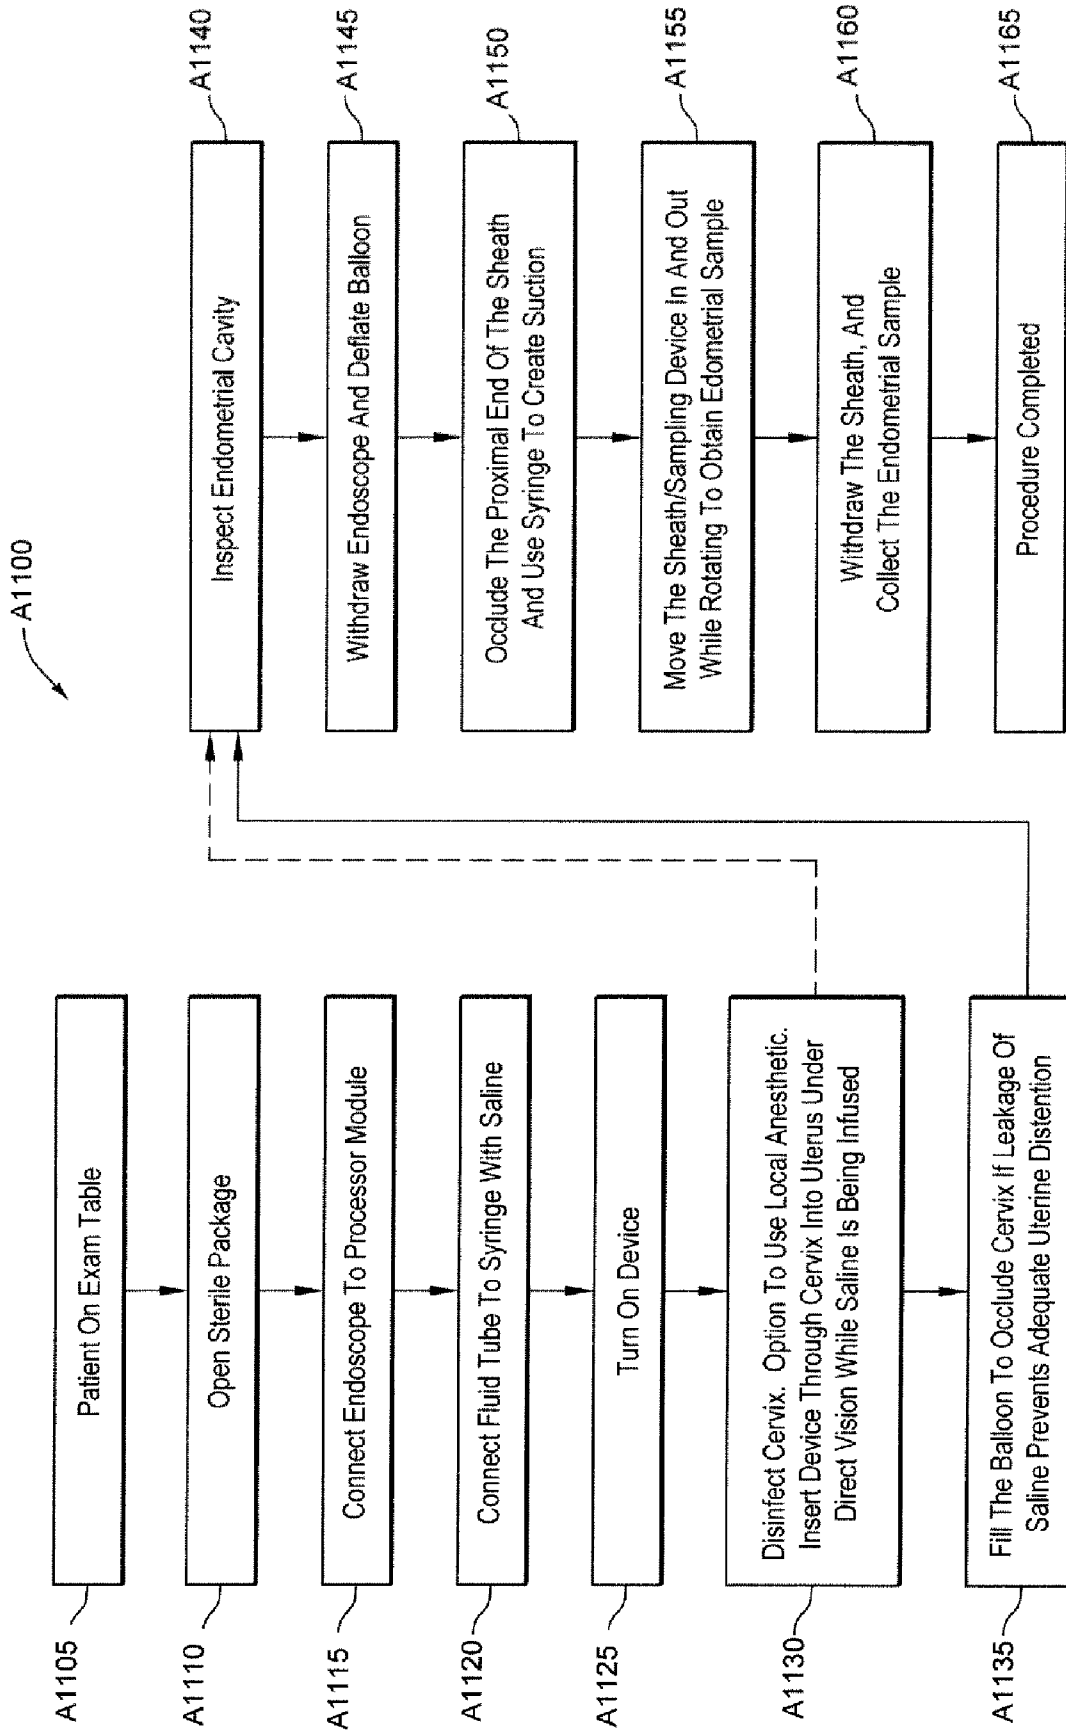 A1100
A1105
Patient On Exam Table
A1110
Open Sterile Package
A1115
Connect Endoscope To Processor Module
A1120
Connect Fluid Tube To Syringe With Saline
A1125
Turn On Device
A1130
Disinfect Cervix. Option To Use Local Anesthetic.
Insert Device Through Cervix Into Uterus Under
Direct Vision While Saline Is Being Infused
A1135
Fill The Balloon To Occlude Cervix If Leakage Of
Saline Prevents Adequate Uterine Distention
Inspect Endometrial Cavity
A1140
Withdraw Endoscope And Deflate Balloon
A1145
Occlude The Proximal End Of The Sheath
And Use Syringe To Create Suction
A1150
Move The Sheath/Sampling Device In And Out
While Rotating To Obtain Edometrial Sample
A1155
Withdraw The Sheath, And
Collect The Endometrial Sample
A1160
Procedure Completed
A1165